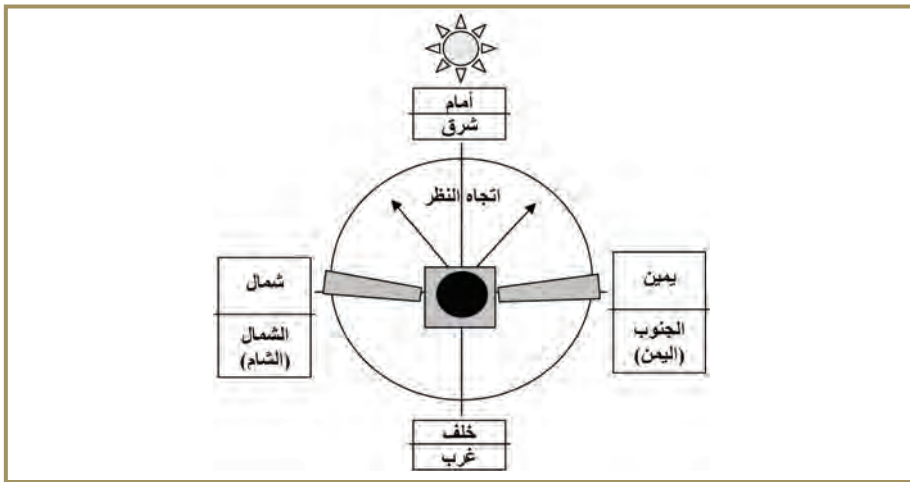 أمام
شرق
اتجاه النظر
يمين
الجنوب
(اليمن)
شمال
الشمال
(الشام)
خلف
غرب